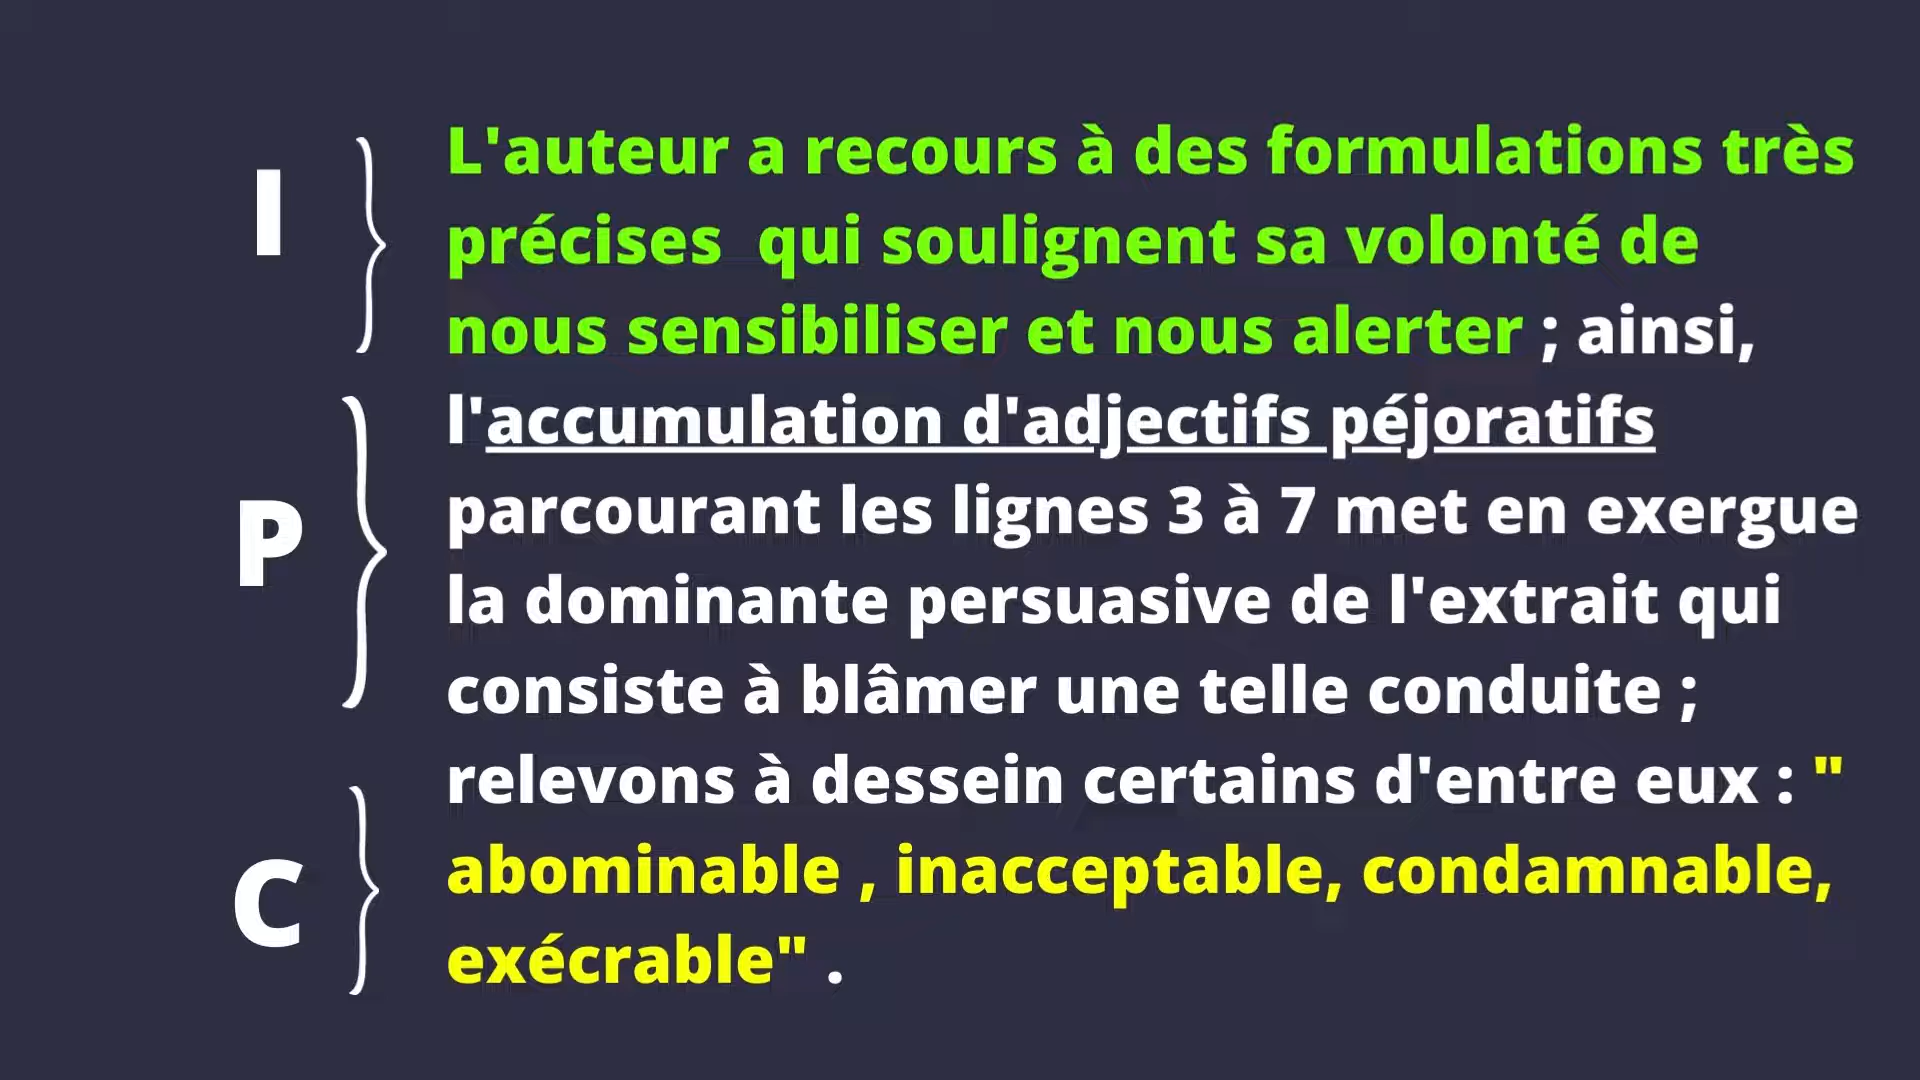 I
L'auteur a recours à des formulations très
précises qui soulignent sa volonté de
nous sensibiliser et nous alerter ; ainsi,
P
l'accumulation d'adjectifs péjoratifs
parcourant les lignes 3 à 7 met en exergue
la dominante persuasive de l'extrait qui
consiste à blâmer une telle conduite ;
C
relevons à dessein certains d'entre eux : "
abominable , inacceptable, condamnable,
exécrable" .